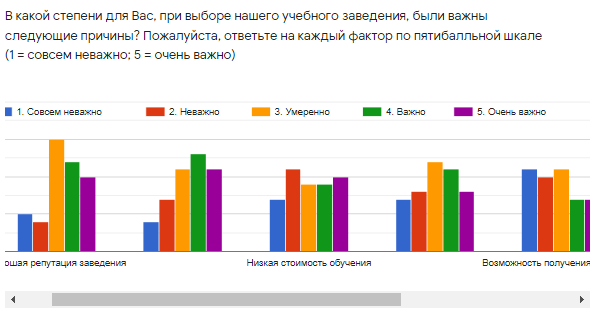 В какой степени для Вас, при выборе нашего учебного заведения, были важны
следующие причины? Пожалуйста, ответьте на каждый фактор по пятибалльной шкале
(1 = совсем неважно; 5 = очень важно)
1. Совсем неважно 2. Неважно 3. Умеренно 4. Важно 5. Очень важно
репутация заведения Низкая стоимость обучения Возможность получения